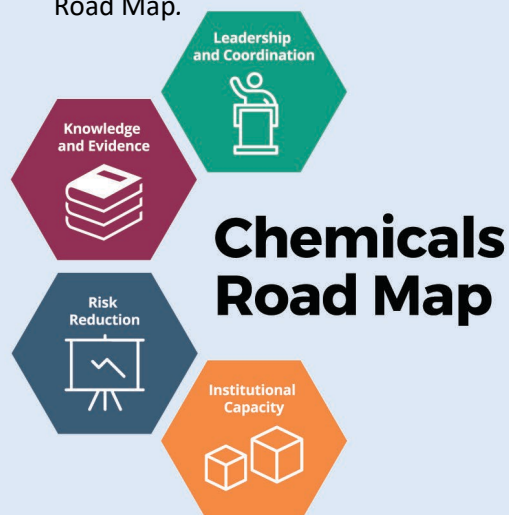 Road Map.
Leadership
and Coordination
Knowledge
and Evidence
Chemicals
Road Map
Risk
Reduction
Institutional
Capacity